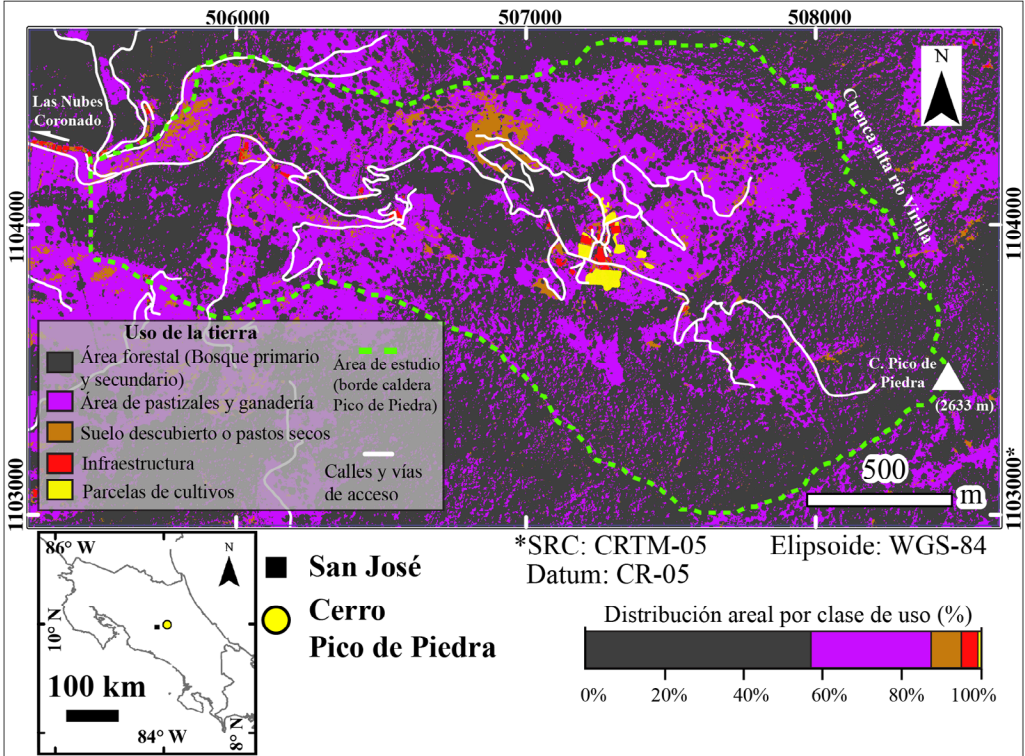 506000
507000
508000
N
Las Nubes
Coronado
Cuenca alta río Virilla
1104000
1104000
Uso de la tierra
Área forestal (Bosque primario
y secundario)
Área de pastizales y ganadería
Suelo descubierto o pastos secos
Infraestructura
Parcelas de cultivos
Área de estudio
(borde caldera
Pico de Piedra)
Calles y vías
de acceso
C. Pico de
Piedra
(2633 m)
500
m
1103000
1103000*
86° W
N
10° N
100 km
84° W
8° N
San José
Cerro
Pico de Piedra
*SRC: CRTM-05
Elipsoide: WGS-84
Datum: CR-05
Distribución areal por clase de uso (%)
0%
20%
40%
60%
80%
100%